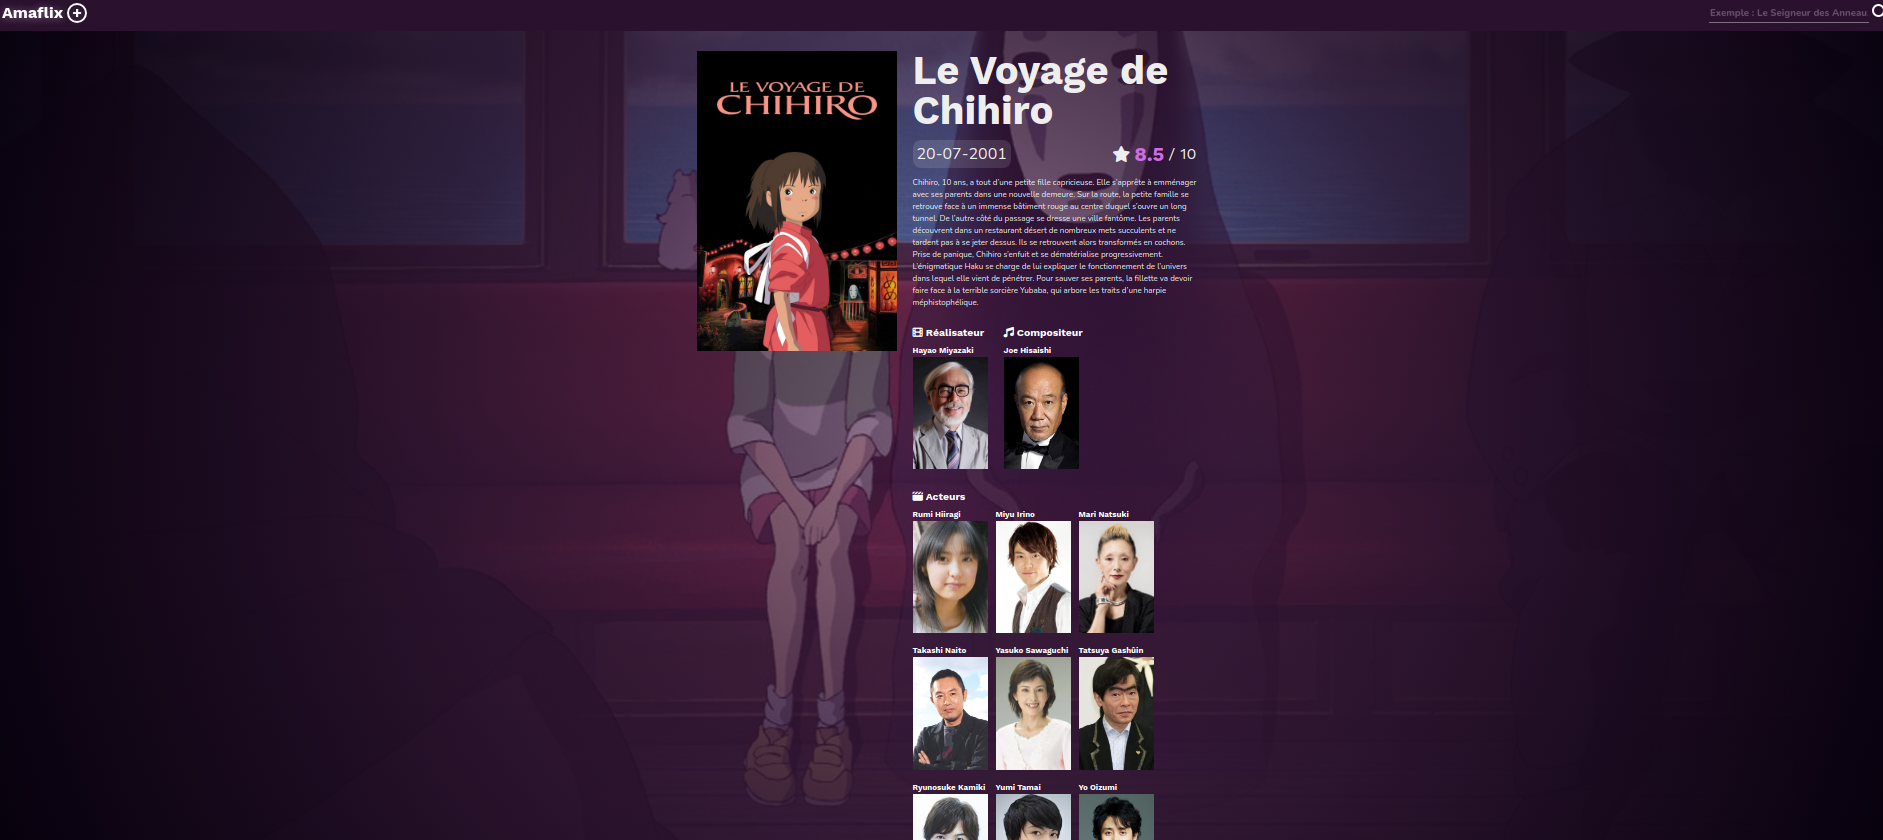 Amaflix
Exemple : Le Seigneur des Anneau
LE VOYAGE DE
CHIHIRO
Le Voyage de
Chihiro
20-07-2001
8.5 / 10
Chihiro, 10 ans, a tout d'une petite fille capricieuse. Elle s'apprête à emménager
avec ses parents dans une nouvelle demeure. Sur la route, la petite famille se
retrouve face à un immense bâtiment rouge au centre duquel s'ouvre un long
tunnel. De l'autre côté du passage se dresse une ville fantôme. Les parents
découvrent dans un restaurant désert de nombreux mets succulents et ne
tardent pas à se jeter dessus. Ils se retrouvent alors transformés en cochons.
Prise de panique, Chihiro s'enfuit et se dématérialise progressivement.
L'énigmatique Haku se charge de lui expliquer le fonctionnement de l'univers
dans lequel elle vient de pénétrer. Pour sauver ses parents, la fillette va devoir
faire face à la terrible sorcière Yubaba, qui arbore les traits d'une harpie
méphistophélique.
Réalisateur Compositeur
Hayao Miyazaki Joe Hisaishi
Acteurs
Rumi Hiiragi Miyu Irino Mari Natsuki
Takashi Naito Yasuko Sawaguchi Tatsuya Gashûin
Ryunosuke Kamiki Yumi Tamai Yo Oizumi